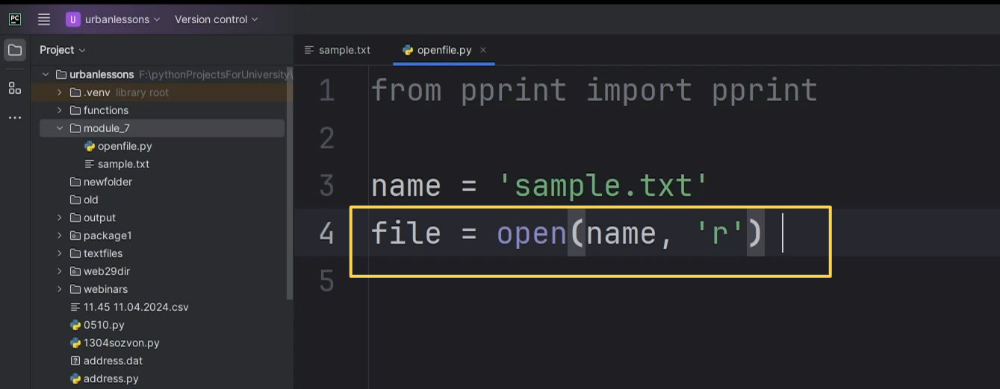 PC
U urbanlessons Version control
Project
urbanlessons F:\pythonProjectsForUniversity\
.venv library root
functions
module_7
openfile.py
sample.txt
newfolder
old
output
package1
textfiles
web29dir
webinars
11.45 11.04.2024.csv
0510.py
1304sozvon.py
address.dat
address.py
sample.txt openfile.py
1 from pprint import pprint
2
3 name = 'sample.txt'
4 file = open(name, 'r')
5